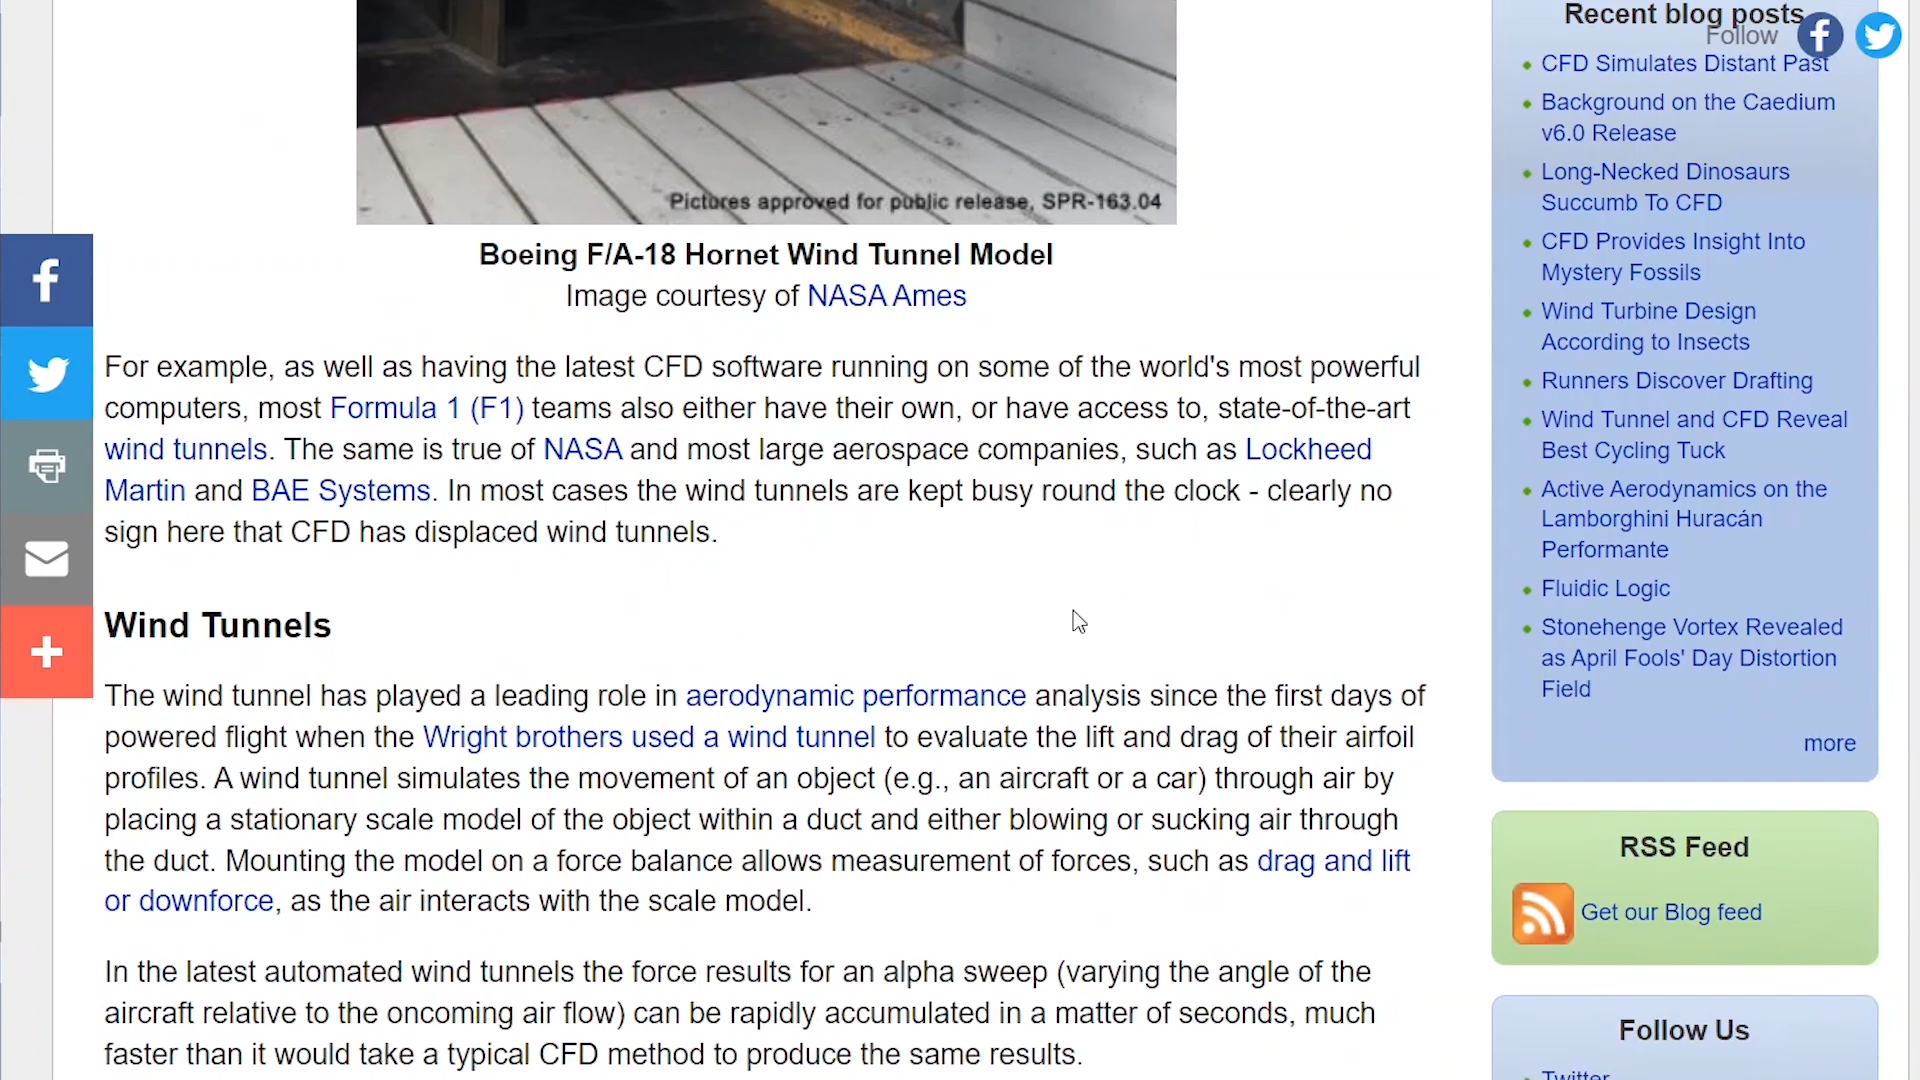 Pictures approved for public release, SPR-163.04
Boeing F/A-18 Hornet Wind Tunnel Model
Image courtesy of NASA Ames
For example, as well as having the latest CFD software running on some of the world's most powerful
computers, most Formula 1 (F1) teams also either have their own, or have access to, state-of-the-art
wind tunnels. The same is true of NASA and most large aerospace companies, such as Lockheed
Martin and BAE Systems. In most cases the wind tunnels are kept busy round the clock - clearly no
sign here that CFD has displaced wind tunnels.
Wind Tunnels
The wind tunnel has played a leading role in aerodynamic performance analysis since the first days of
powered flight when the Wright brothers used a wind tunnel to evaluate the lift and drag of their airfoil
profiles. A wind tunnel simulates the movement of an object (e.g., an aircraft or a car) through air by
placing a stationary scale model of the object within a duct and either blowing or sucking air through
the duct. Mounting the model on a force balance allows measurement of forces, such as drag and lift
or downforce, as the air interacts with the scale model.
In the latest automated wind tunnels the force results for an alpha sweep (varying the angle of the
aircraft relative to the oncoming air flow) can be rapidly accumulated in a matter of seconds, much
faster than it would take a typical CFD method to produce the same results.
Recent blog posts
Follow
CFD Simulates Distant Past
Background on the Caedium
v6.0 Release
Long-Necked Dinosaurs
Succumb To CFD
CFD Provides Insight Into
Mystery Fossils
Wind Turbine Design
According to Insects
Runners Discover Drafting
Wind Tunnel and CFD Reveal
Best Cycling Tuck
Active Aerodynamics on the
Lamborghini Huracán
Performante
Fluidic Logic
Stonehenge Vortex Revealed
as April Fools' Day Distortion
Field
more
RSS Feed
Get our Blog feed
Follow Us
Twitter